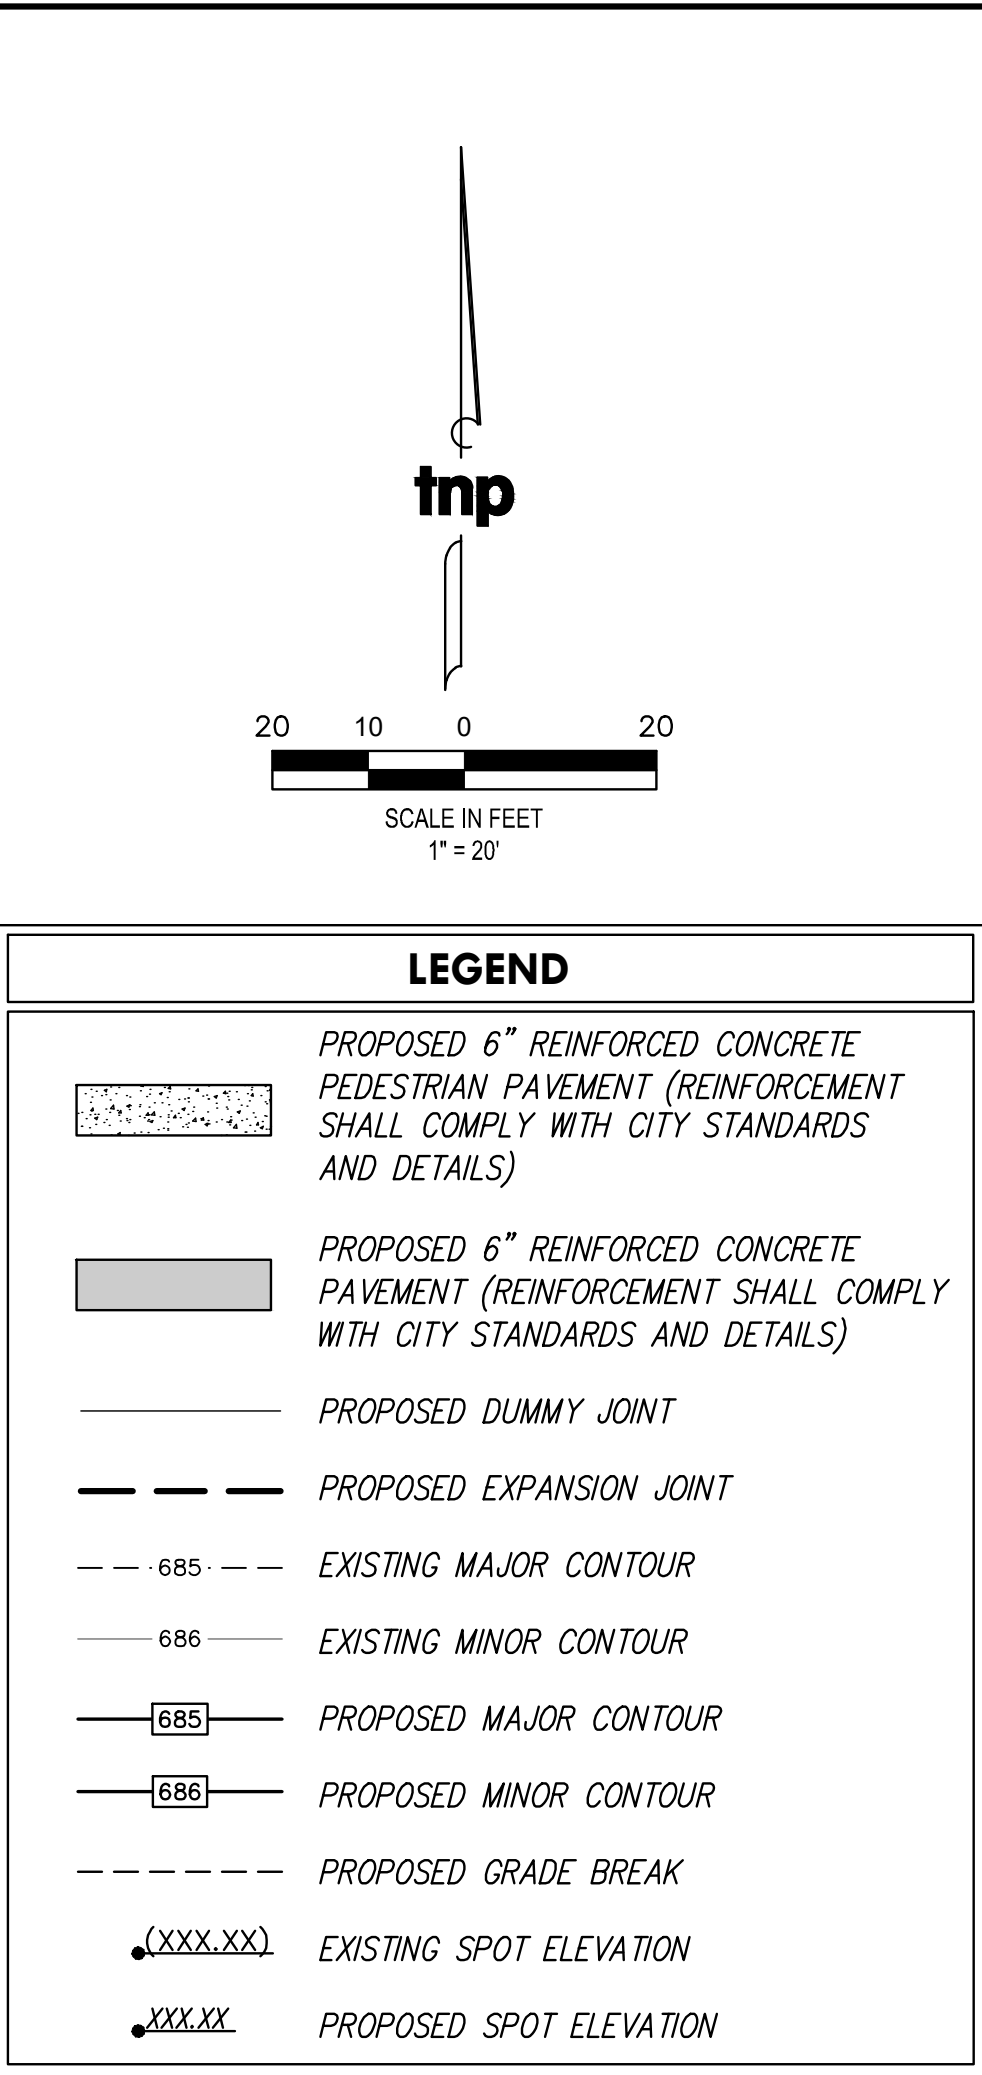 tnp
20 10 0 20
SCALE IN FEET
1" = 20'
LEGEND
PROPOSED 6" REINFORCED CONCRETE
PEDESTRIAN PAVEMENT (REINFORCEMENT
SHALL COMPLY WITH CITY STANDARDS
AND DETAILS)
PROPOSED 6" REINFORCED CONCRETE
PAVEMENT (REINFORCEMENT SHALL COMPLY
WITH CITY STANDARDS AND DETAILS)
PROPOSED DUMMY JOINT
PROPOSED EXPANSION JOINT
685 EXISTING MAJOR CONTOUR
686 EXISTING MINOR CONTOUR
685 PROPOSED MAJOR CONTOUR
686 PROPOSED MINOR CONTOUR
PROPOSED GRADE BREAK
(XXX.XX) EXISTING SPOT ELEVATION
XXX.XX PROPOSED SPOT ELEVATION